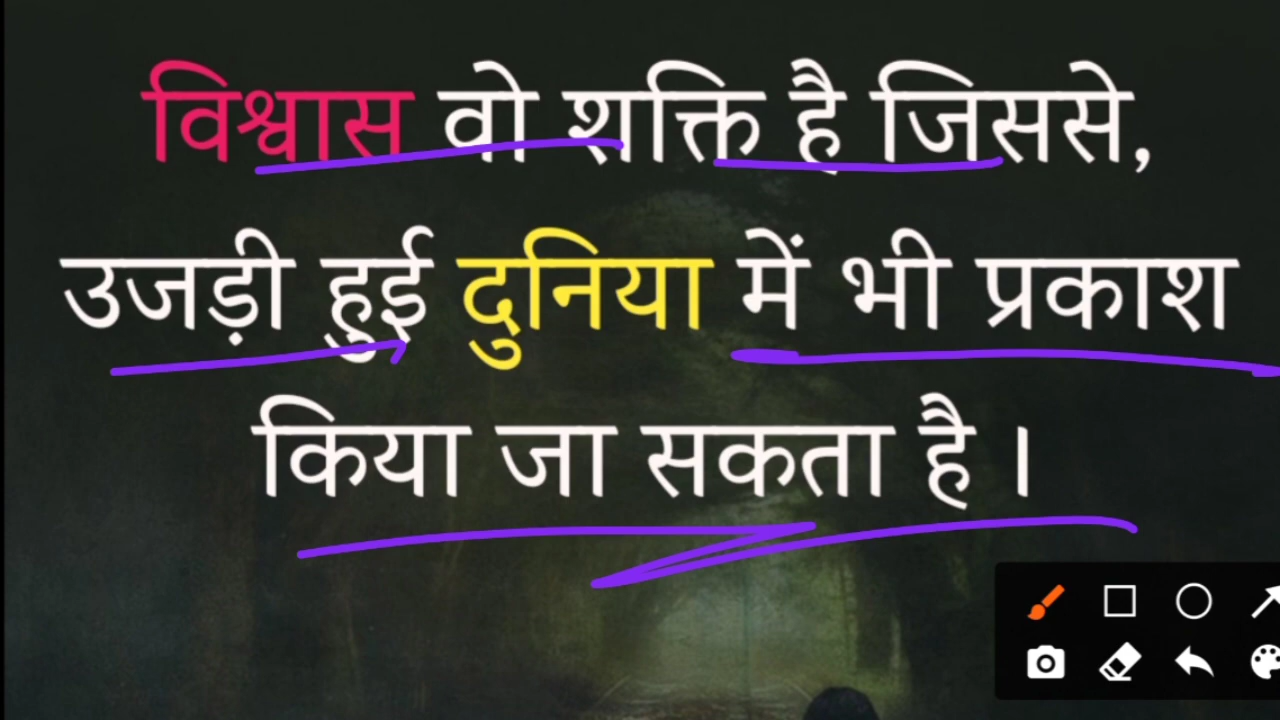 विश्वास वो शक्ति है जिससे,
उजड़ी हुई दुनिया में भी प्रकाश
किया जा सकता है ।